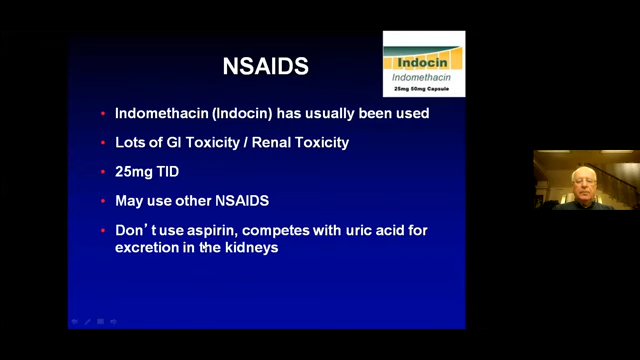 NSAIDS
Indocin
Indomethacin
25mg 50mg Capsule
• Indomethacin (Indocin) has usually been used
• Lots of GI Toxicity / Renal Toxicity
• 25mg TID
• May use other NSAIDS
• Don’t use aspirin, competes with uric acid for
excretion in the kidneys